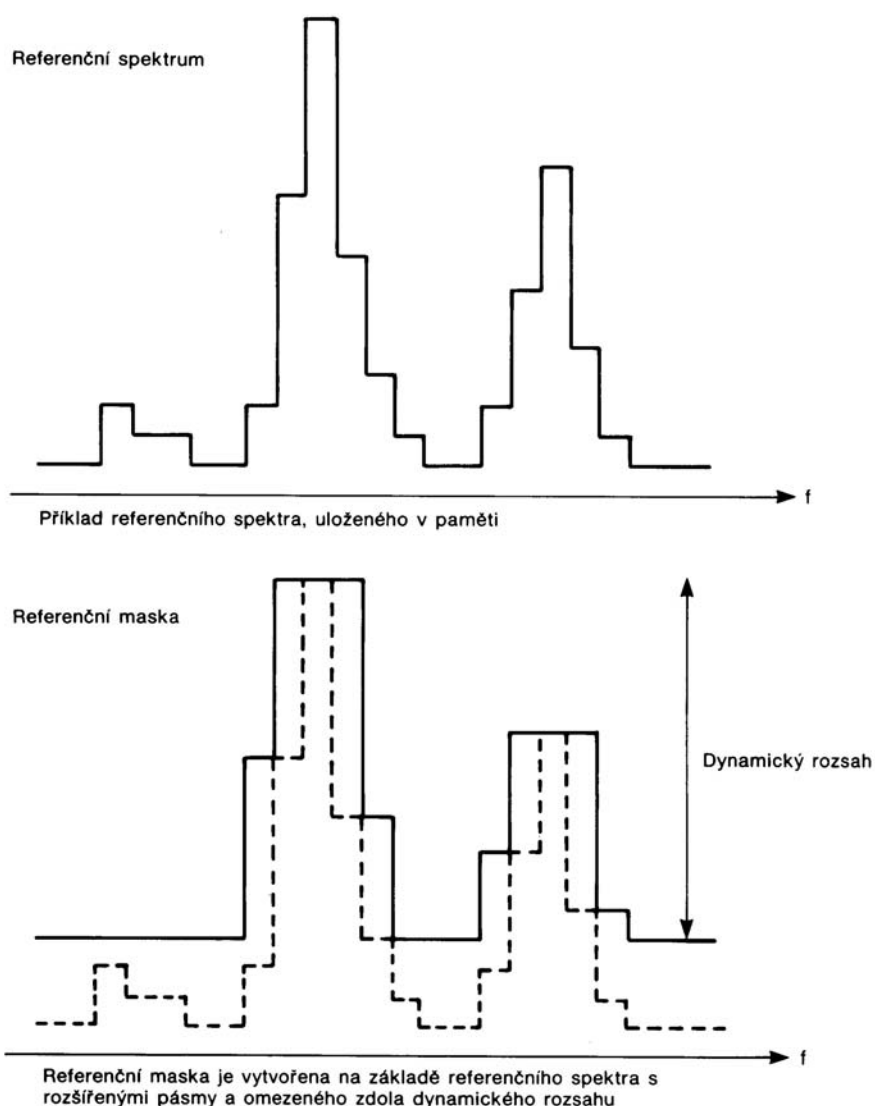 Referenční spektrum
f
Příklad referenčního spektra, uloženého v paměti
Referenční maska
Dynamický rozsah
f
Referenční maska je vytvořena na základě referenčního spektra s
rozšířenými pásmy a omezeného zdola dynamického rozsahu